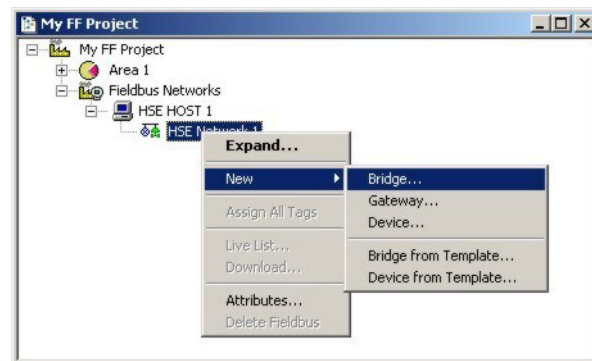 My FF Project
My FF Project
Area 1
Fieldbus Networks
HSE HOST 1
HSE Network 1
Expand...
New
Assign All Tags
Live List...
Download...
Attributes...
Delete Fieldbus
Bridge...
Gateway...
Device...
Bridge from Template...
Device from Template...